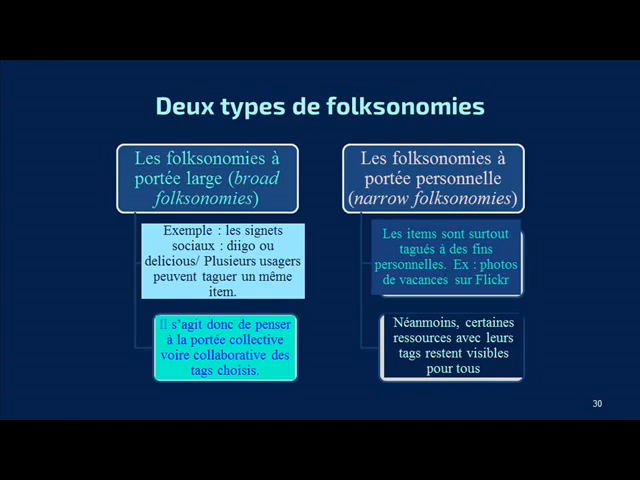 Deux types de folksonomies
Les folksonomies à
portée large (broad
folksonomies)
Exemple : les signets
sociaux : diigo ou
delicious/ Plusieurs usagers
peuvent taguer un même
item.
Il s’agit donc de penser
à la portée collective
voire collaborative des
tags choisis.
Les folksonomies à
portée personnelle
(narrow folksonomies)
Les items sont surtout
tagués à des fins
personnelles. Ex : photos
de vacances sur Flickr
Néanmoins, certaines
ressources avec leurs
tags restent visibles
pour tous
30